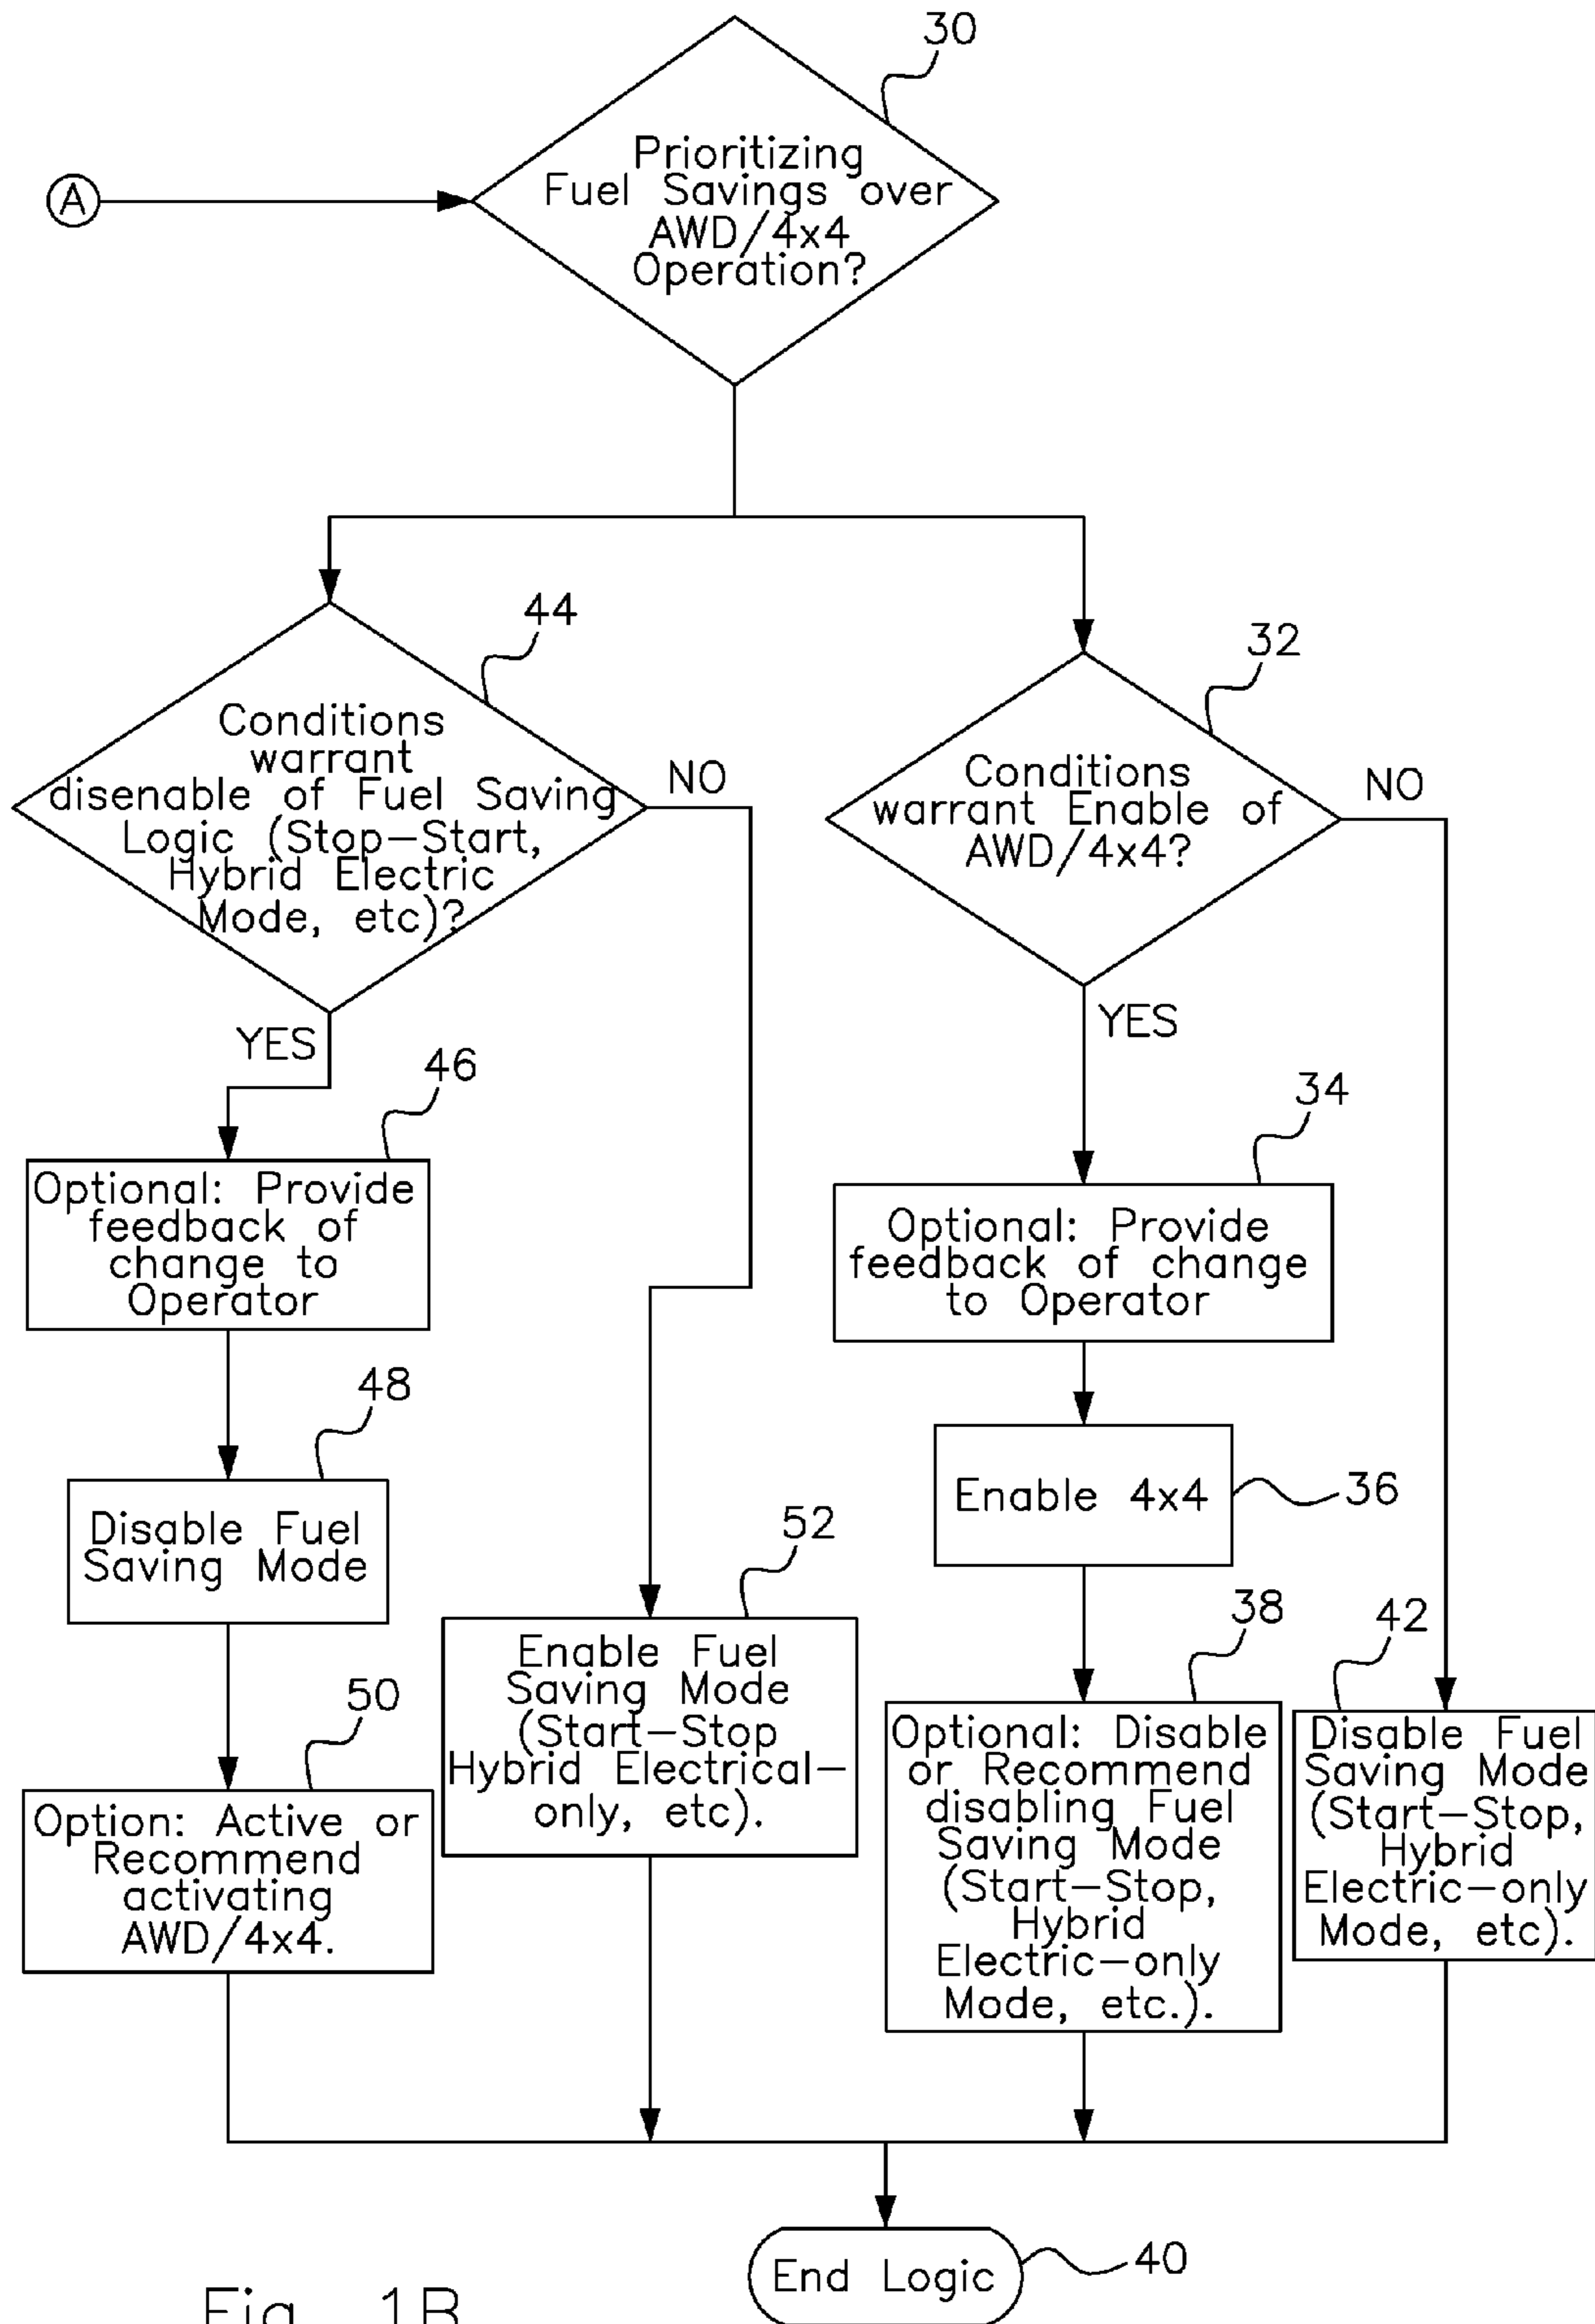 30
Prioritizing
Fuel Savings over
AWD/4x4
Operation?
A
44
Conditions
warrant
disenable of Fuel Saving
Logic (Stop-Start,
Hybrid Electric
Mode, etc)?
NO
YES
32
Conditions
warrant Enable of
AWD/4x4?
NO
YES
46
Optional: Provide
feedback of
change to
Operator
34
Optional: Provide
feedback of change
to Operator
48
Disable Fuel
Saving Mode
Enable 4x4
36
50
Option: Active or
Recommend
activating
AWD/4x4.
52
Enable Fuel
Saving Mode
(Start-Stop
Hybrid Electrical-
only, etc).
38
Optional: Disable
or Recommend
disabling Fuel
Saving Mode
(Start-Stop,
Hybrid
Electric-only
Mode, etc.).
42
Disable Fuel
Saving Mode
(Start-Stop,
Hybrid
Electric-only
Mode, etc).
End Logic
40
Fig. 1B